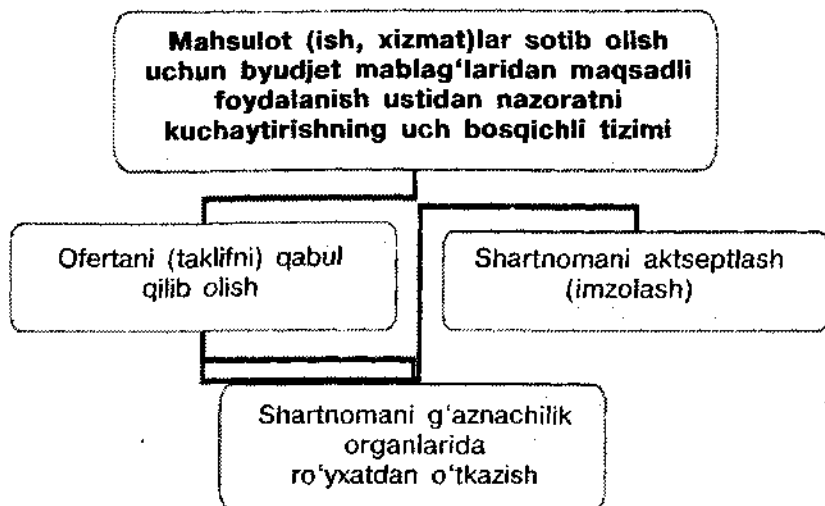 Mahsulot (ish, xizmat)lar sotib olish
uchun byudjet mablag‘laridan maqsadli
foydalanish ustidan nazoratni
kuchaytirishning uch bosqichli tizimi
Ofertani (taklifni) qabul
qilib olish
Shartnomani aktseptlash
(imzolash)
Shartnomani g‘aznachilik
organlarida
ro‘yxatdan o‘tkazish